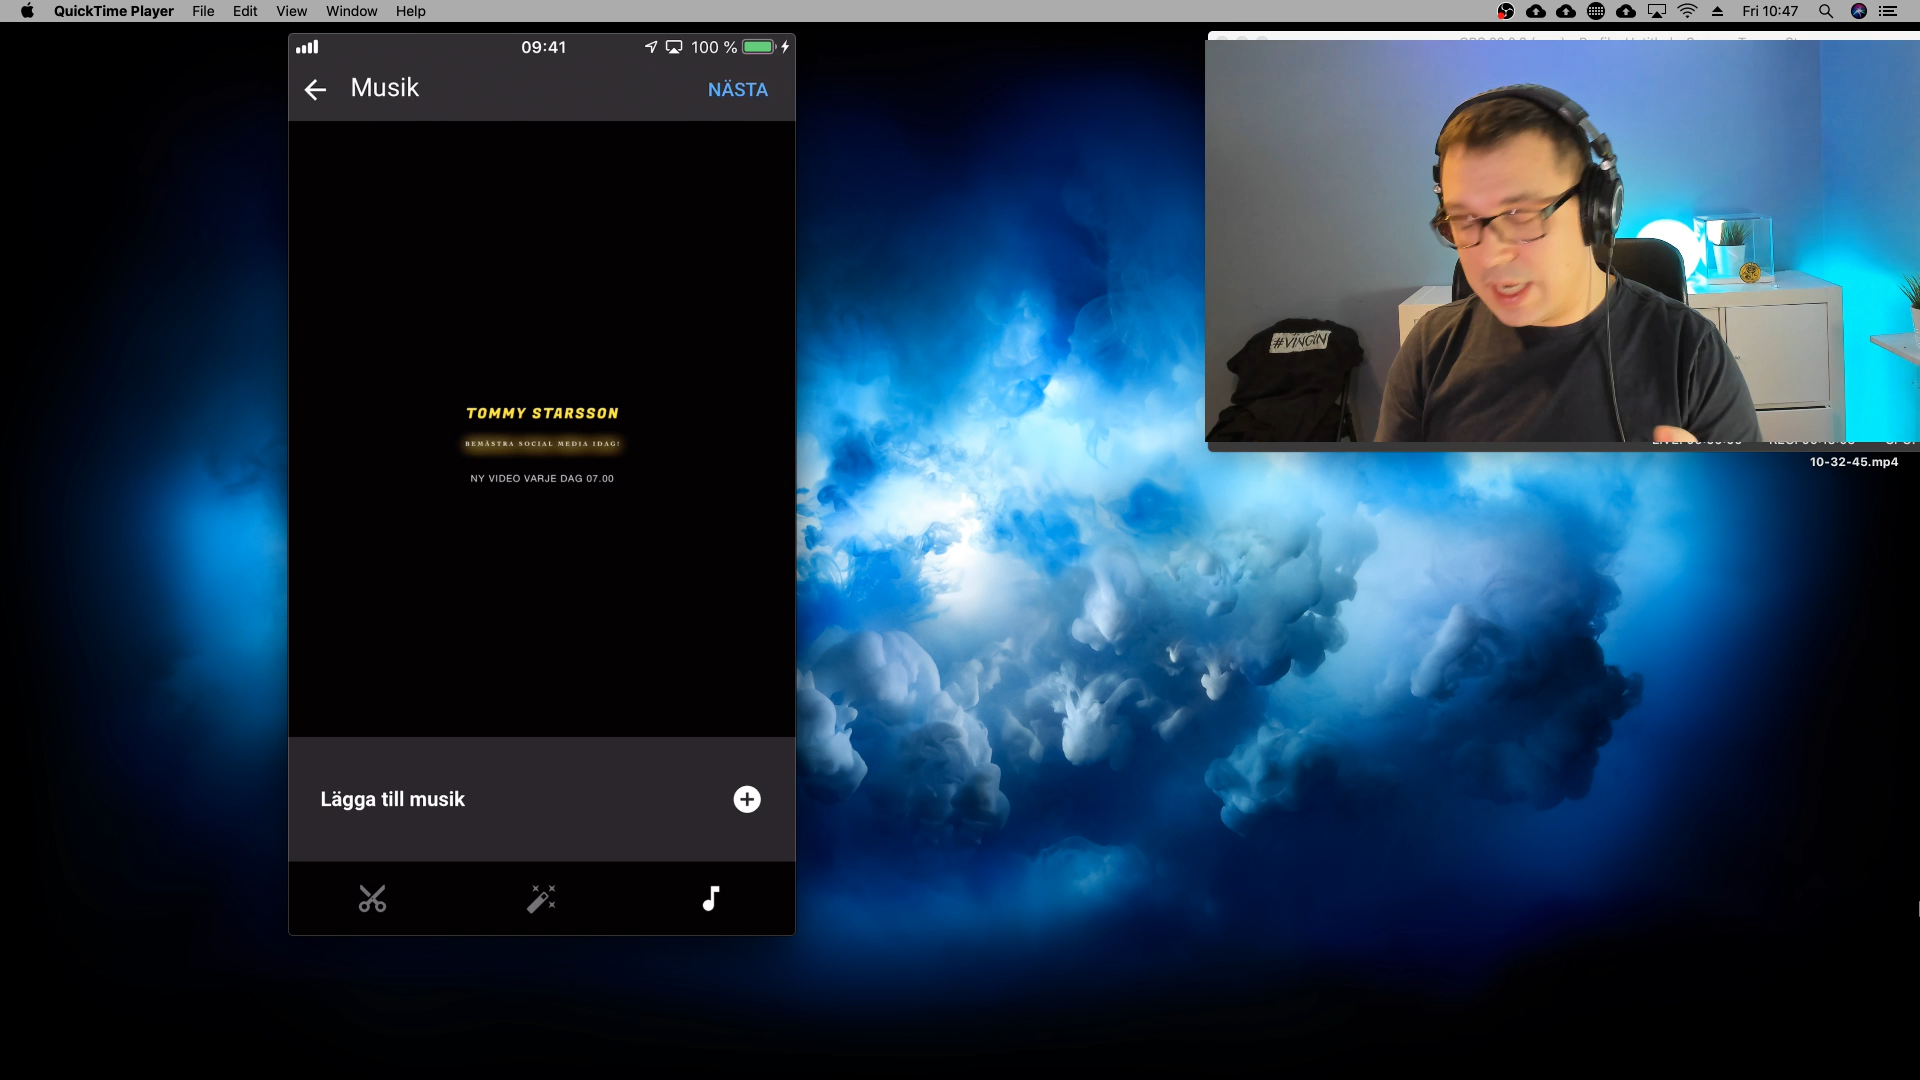 QuickTime Player File Edit View Window Help
Fri 10:47
09:41
100 %
Musik
NÄSTA
TOMMY STARSSON
BEMÄSTRA SOCIAL MEDIA IDAG!
NY VIDEO VARJE DAG 07.00
Lägga till musik
#VINGIN
10-32-45.mp4